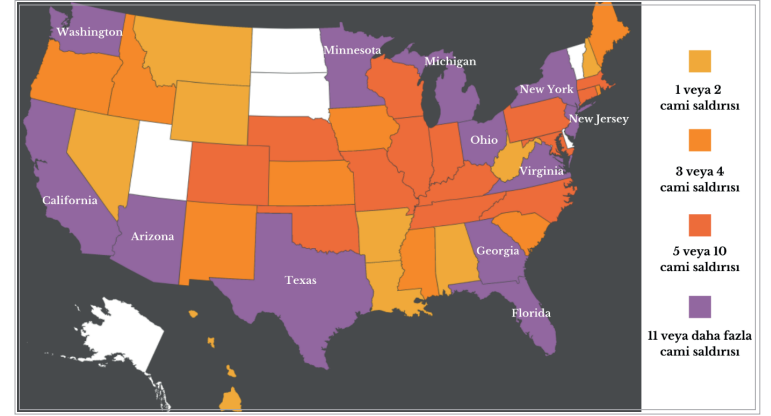 Washington
Minnesota
Michigan
New York
New Jersey
Ohio
Virginia
California
Arizona
Georgia
Texas
Florida
1 veya 2
cami saldırısı
3 veya 4
cami saldırısı
5 veya 10
cami saldırısı
11 veya daha fazla
cami saldırısı